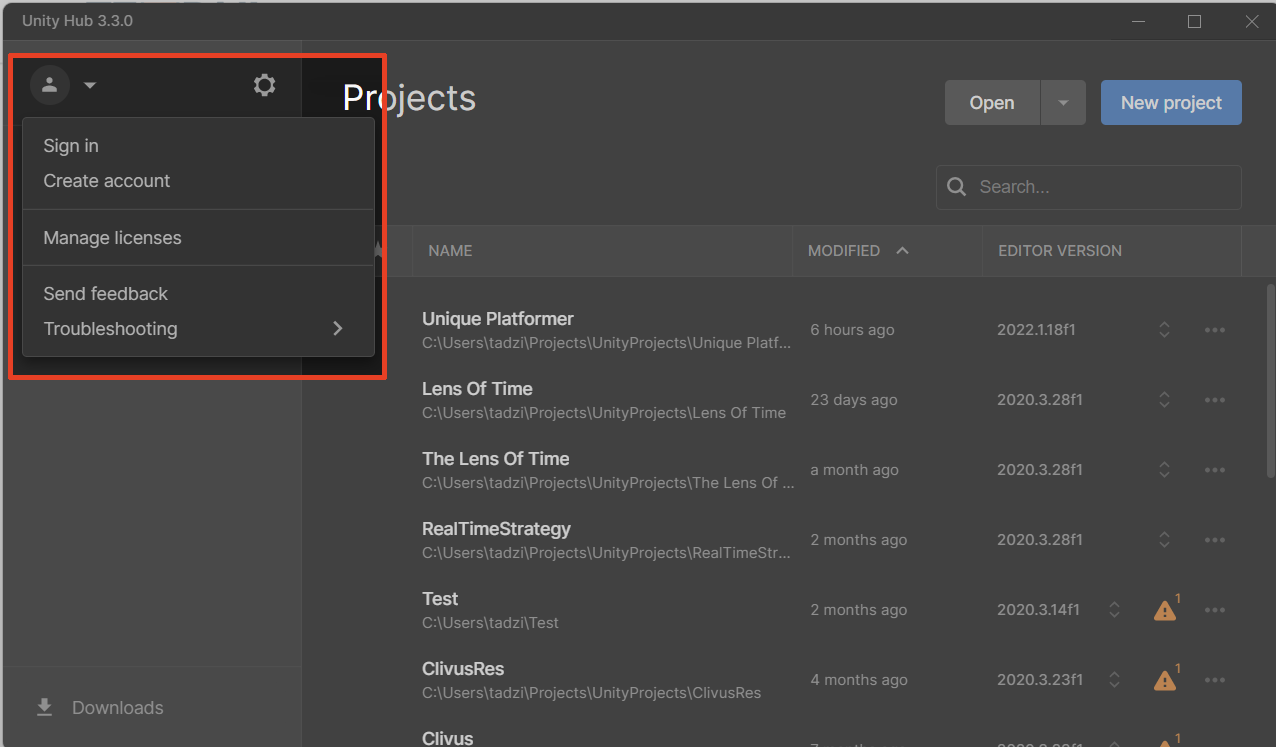 Unity Hub 3.3.0
Projects
Open
New project
Sign in
Create account
Manage licenses
Send feedback
Troubleshooting
Search...
NAME
MODIFIED
EDITOR VERSION
Unique Platformer
C:\Users\tadzi\Projects\UnityProjects\Unique Platf...
6 hours ago
2022.1.18f1
Lens Of Time
C:\Users\tadzi\Projects\UnityProjects\Lens Of Time
23 days ago
2020.3.28f1
The Lens Of Time
C:\Users\tadzi\Projects\UnityProjects\The Lens Of ...
a month ago
2020.3.28f1
RealTimeStrategy
C:\Users\tadzi\Projects\UnityProjects\RealTimeStr...
2 months ago
2020.3.28f1
Test
C:\Users\tadzi\Test
2 months ago
2020.3.14f1
1
ClivusRes
C:\Users\tadzi\Projects\UnityProjects\ClivusRes
4 months ago
2020.3.23f1
1
Clivus
1
Downloads